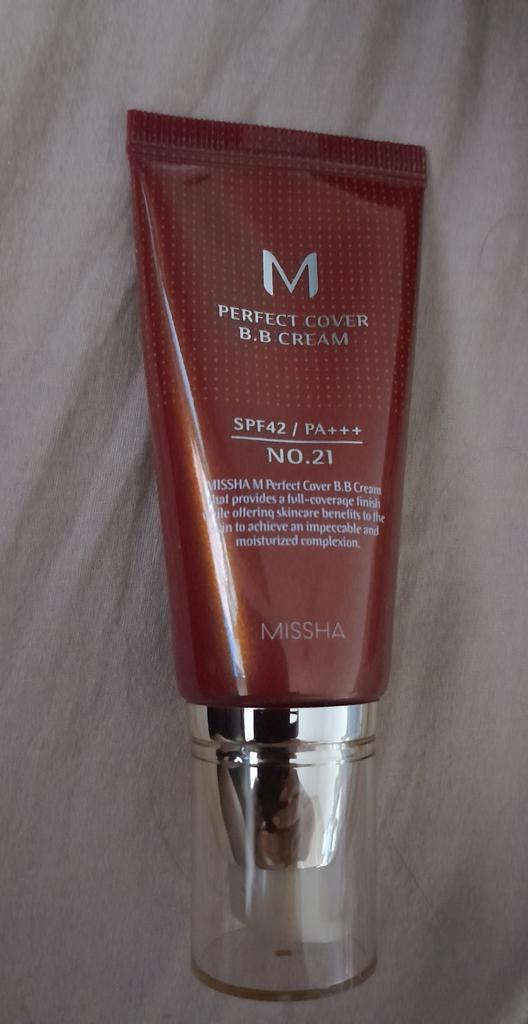 M
PERFECT COVER
B.B CREAM
SPF42 / PA+++
NO.21
MISSHA M Perfect Cover B.B Cream
that provides a full-coverage finish
while offering skincare benefits to the
skin to achieve an impeccable and
moisturized complexion.
MISSHA